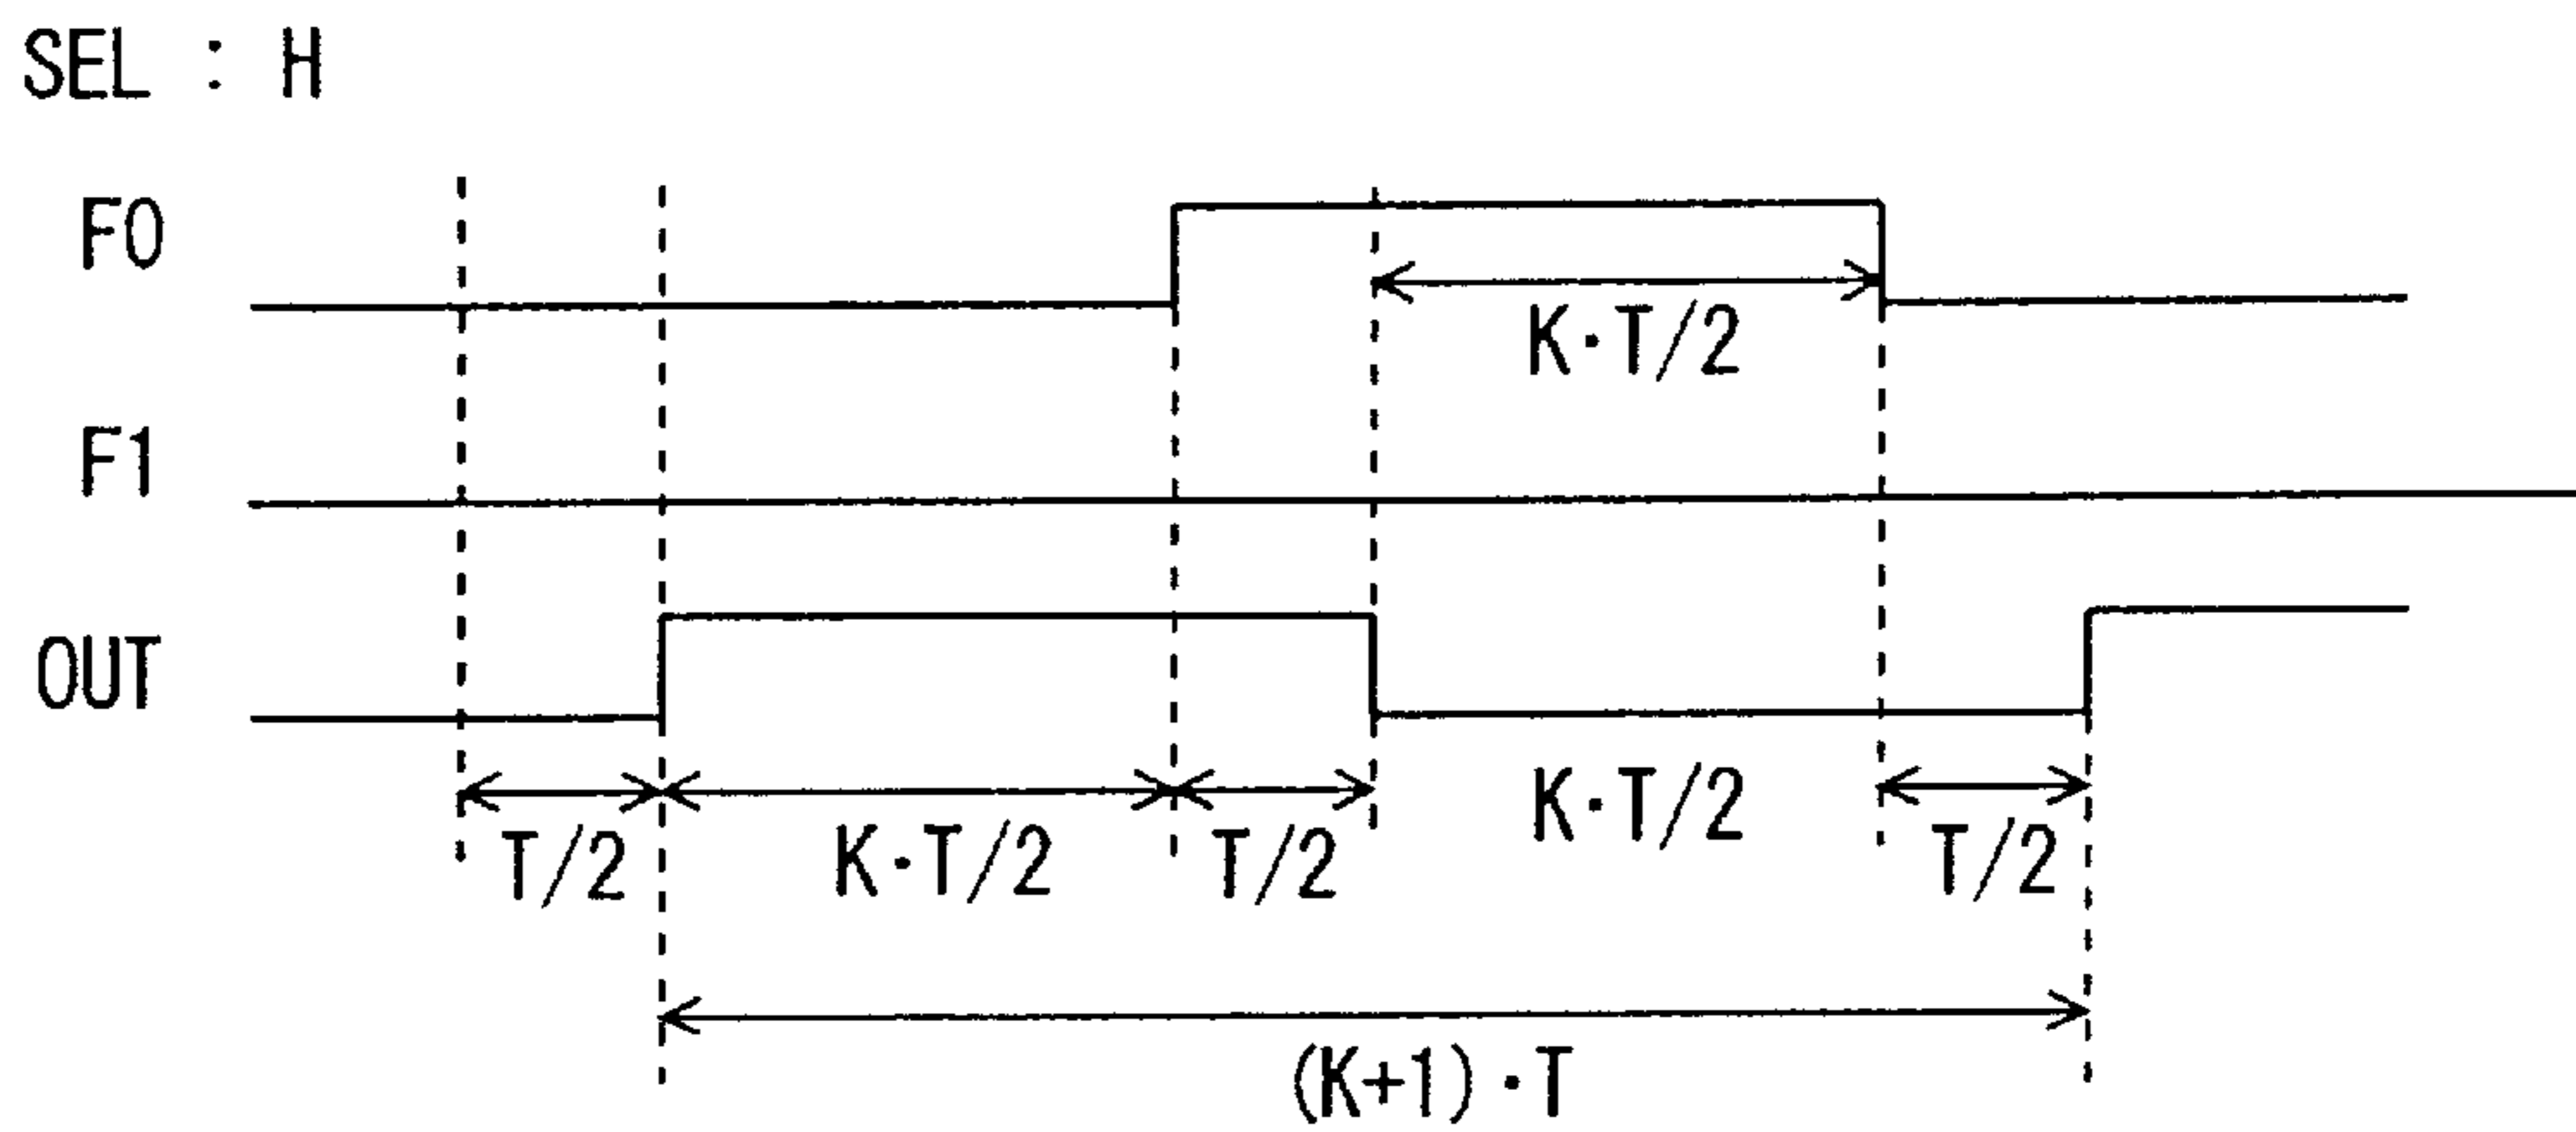 SEL : H
F0
K·T/2
F1
OUT
T/2 K·T/2 T/2 K·T/2 T/2
(K+1)·T